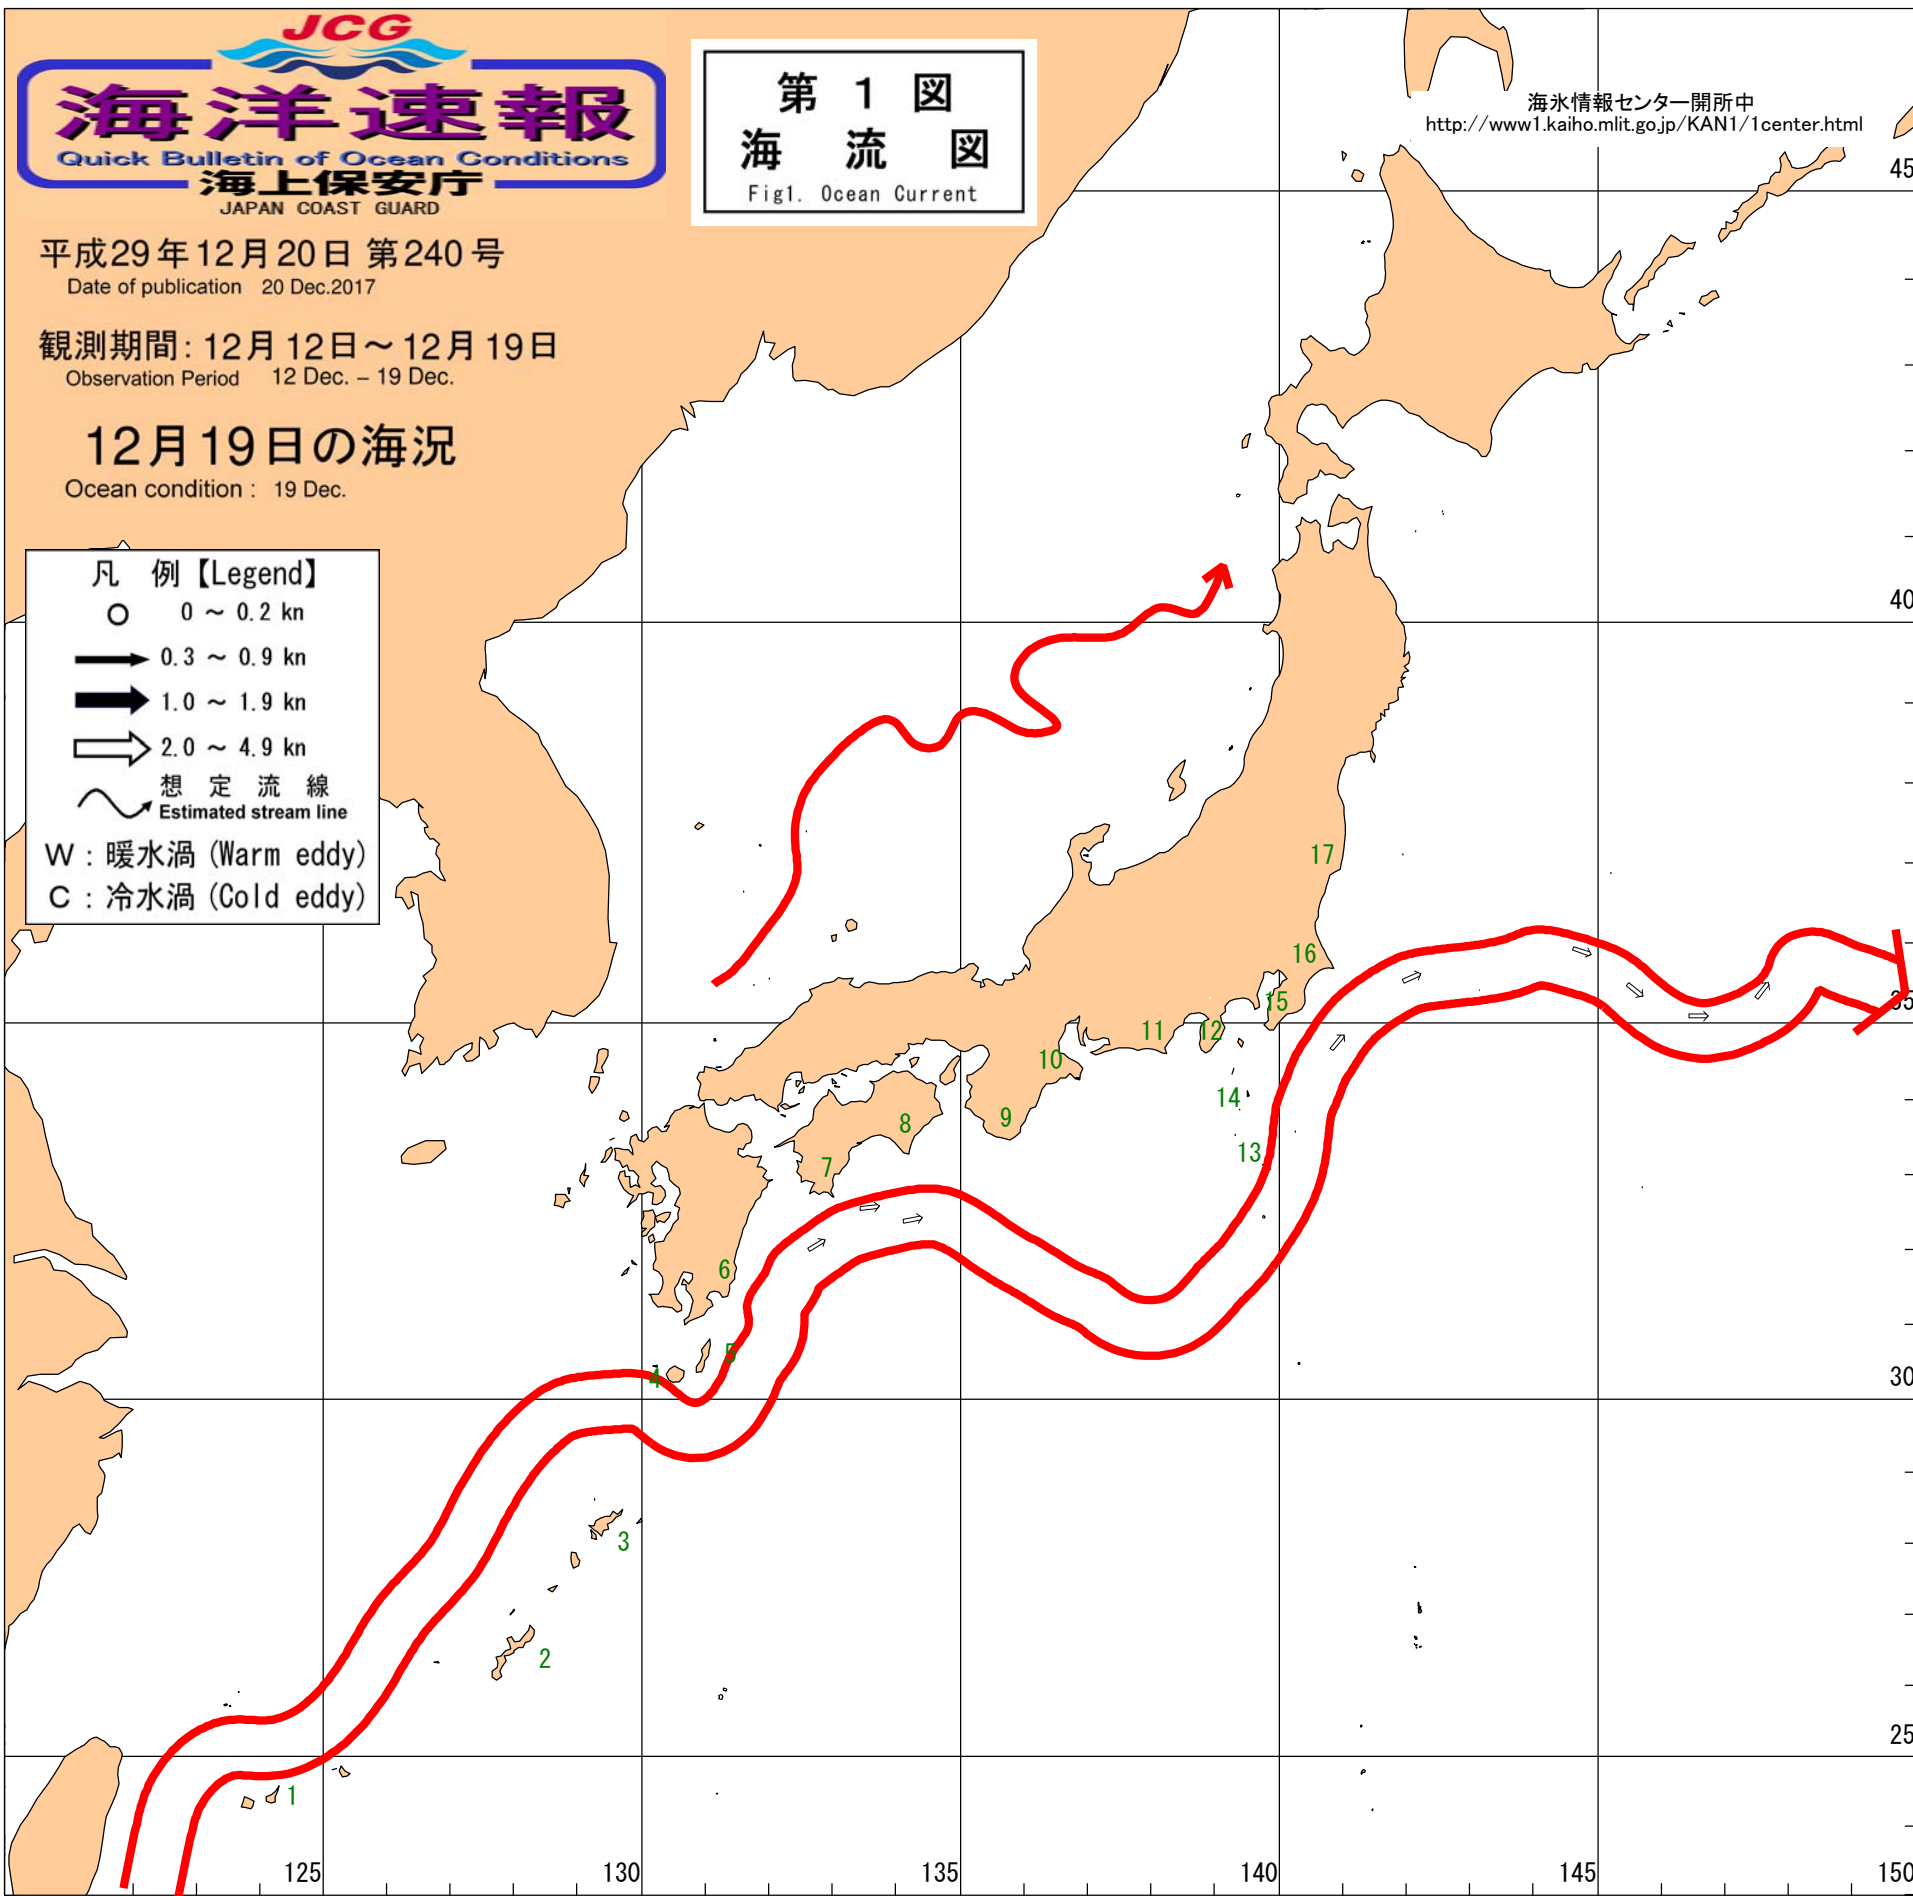 JCG
海洋速報
Quick Bulletin of Ocean Conditions
海上保安庁
JAPAN COAST GUARD
平成29年12月20日 第240号
Date of publication 20 Dec.2017
観測期間: 12月12日～12月19日
Observation Period 12 Dec. – 19 Dec.
12月19日の海況
Ocean condition : 19 Dec.
第 1 図
海 流 図
Fig1. Ocean Current
海氷情報センター開所中
http://www1.kaiho.mlit.go.jp/KAN1/1center.html
凡 例【Legend】
0 ～ 0.2 kn
0.3 ～ 0.9 kn
1.0 ～ 1.9 kn
2.0 ～ 4.9 kn
想 定 流 線
Estimated stream line
W : 暖水渦 (Warm eddy)
C : 冷水渦 (Cold eddy)
45
40
35
30
25
17
16
15
12
11
10
14
13
9
8
7
6
5
4
3
2
1
125
130
135
140
145
150